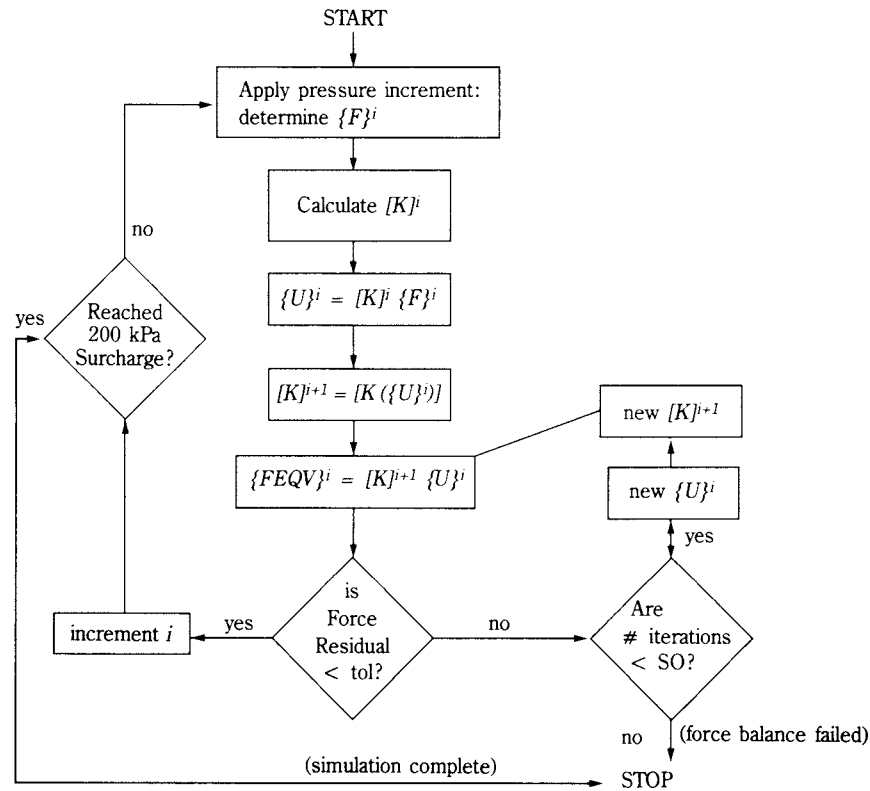 START
Apply pressure increment:
determine {F}ⁱ
Calculate [K]ⁱ
{U}ⁱ = [K]ⁱ {F}ⁱ
[K]ⁱ⁺¹ = [K({U}ⁱ)]
{FEQV}ⁱ = [K]ⁱ⁺¹ {U}ⁱ
new [K]ⁱ⁺¹
new {U}ⁱ
yes
is
Force
Residual
< tol?
yes
no
increment i
Are
# iterations
< SO?
no
(force balance failed)
Reached
200 kPa
Surcharge?
no
yes
(simulation complete)
STOP